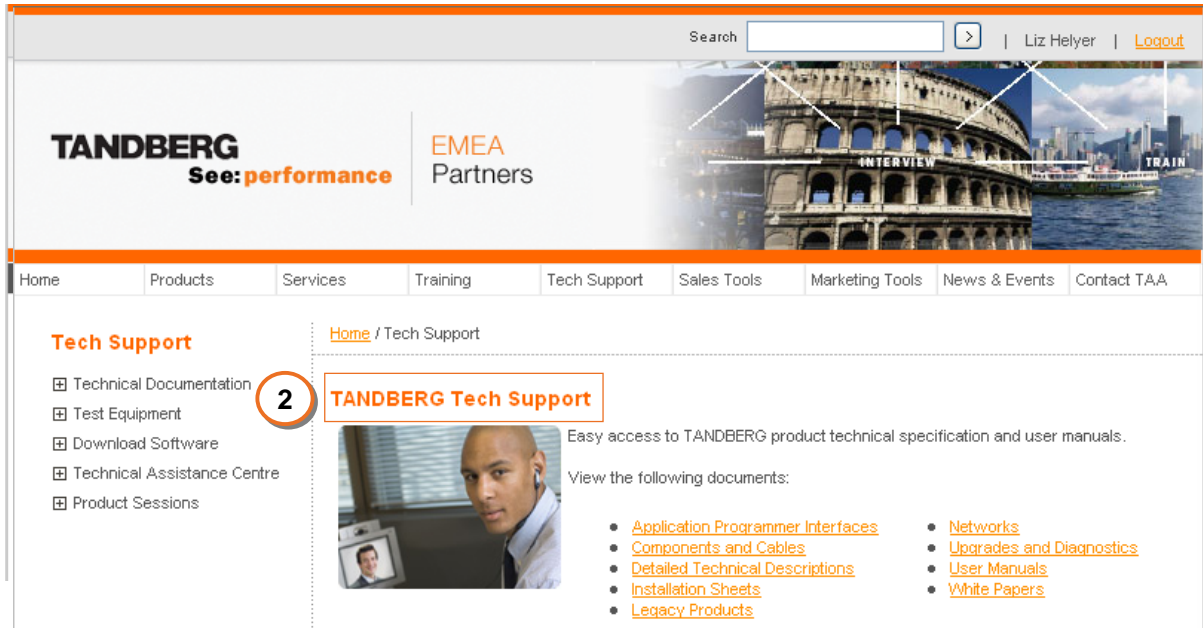 Search | Liz Helyer | Logout
TANDBERG
See: performance
EMEA
Partners
INTERVIEW
TRAIN
Home Products Services Training Tech Support Sales Tools Marketing Tools News & Events Contact TAA
Tech Support
Technical Documentation
Test Equipment
Download Software
Technical Assistance Centre
Product Sessions
Home / Tech Support
2
TANDBERG Tech Support
Easy access to TANDBERG product technical specification and user manuals.
View the following documents:
Application Programmer Interfaces
Components and Cables
Detailed Technical Descriptions
Installation Sheets
Legacy Products
Networks
Upgrades and Diagnostics
User Manuals
White Papers